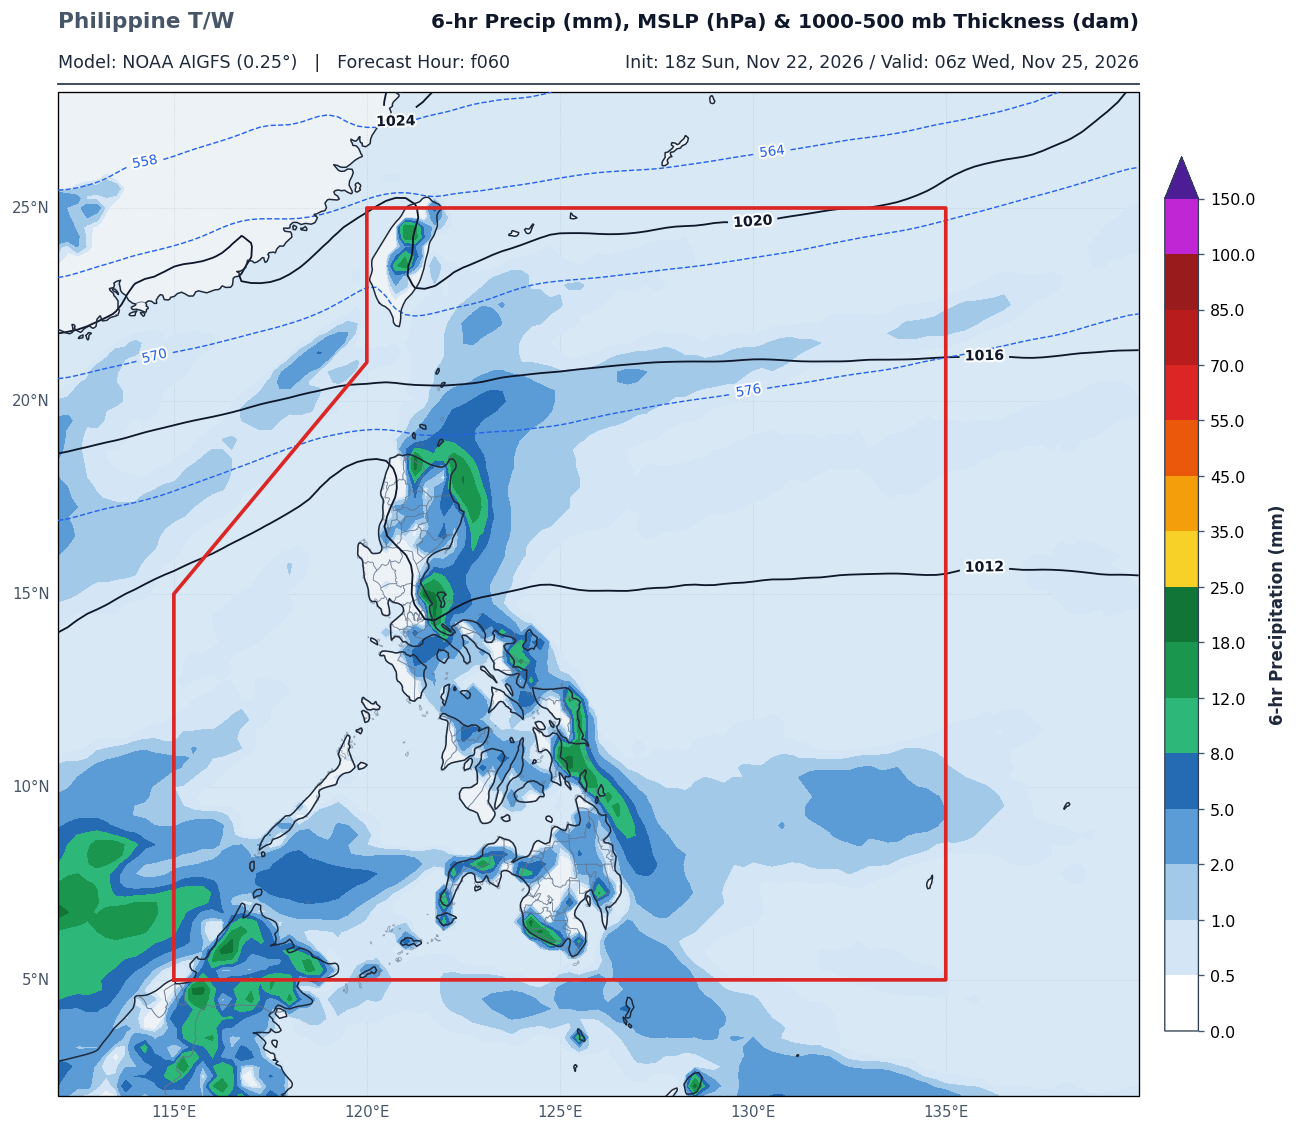 Philippine T/W
6-hr Precip (mm), MSLP (hPa) & 1000-500 mb Thickness (dam)
Model: NOAA AIGFS (0.25°) | Forecast Hour: f060
Init: 18z Sun, Nov 22, 2026 / Valid: 06z Wed, Nov 25, 2026
1024
558
564
1020
570
1016
576
1012
25°N
20°N
15°N
10°N
5°N
115°E
120°E
125°E
130°E
135°E
150.0
100.0
85.0
70.0
55.0
45.0
35.0
25.0
18.0
12.0
8.0
5.0
2.0
1.0
0.5
0.0
6-hr Precipitation (mm)